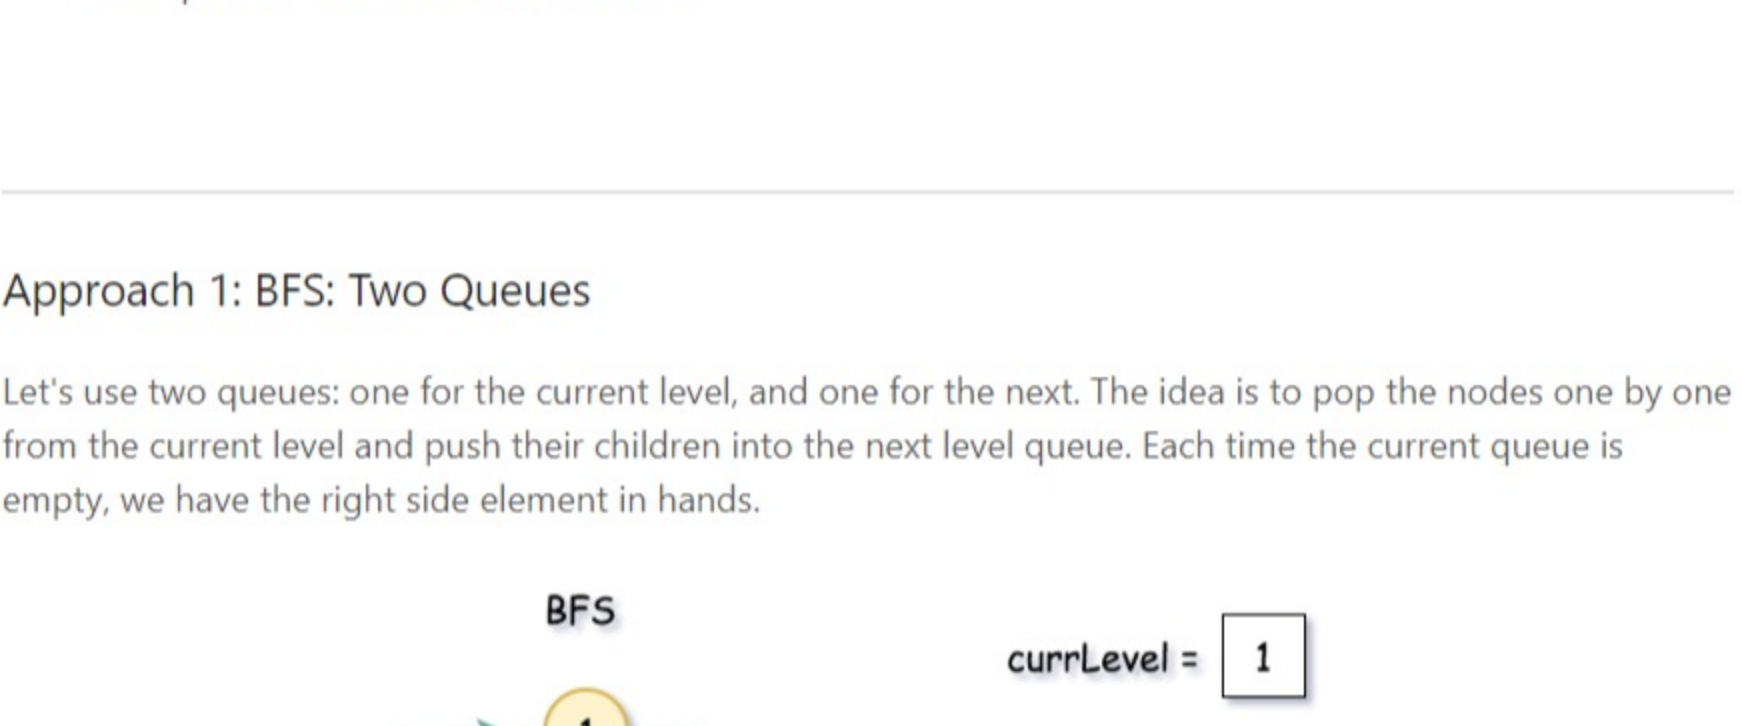 Approach 1: BFS: Two Queues
Let's use two queues: one for the current level, and one for the next. The idea is to pop the nodes one by one
from the current level and push their children into the next level queue. Each time the current queue is
empty, we have the right side element in hands.
BFS
currLevel = 1